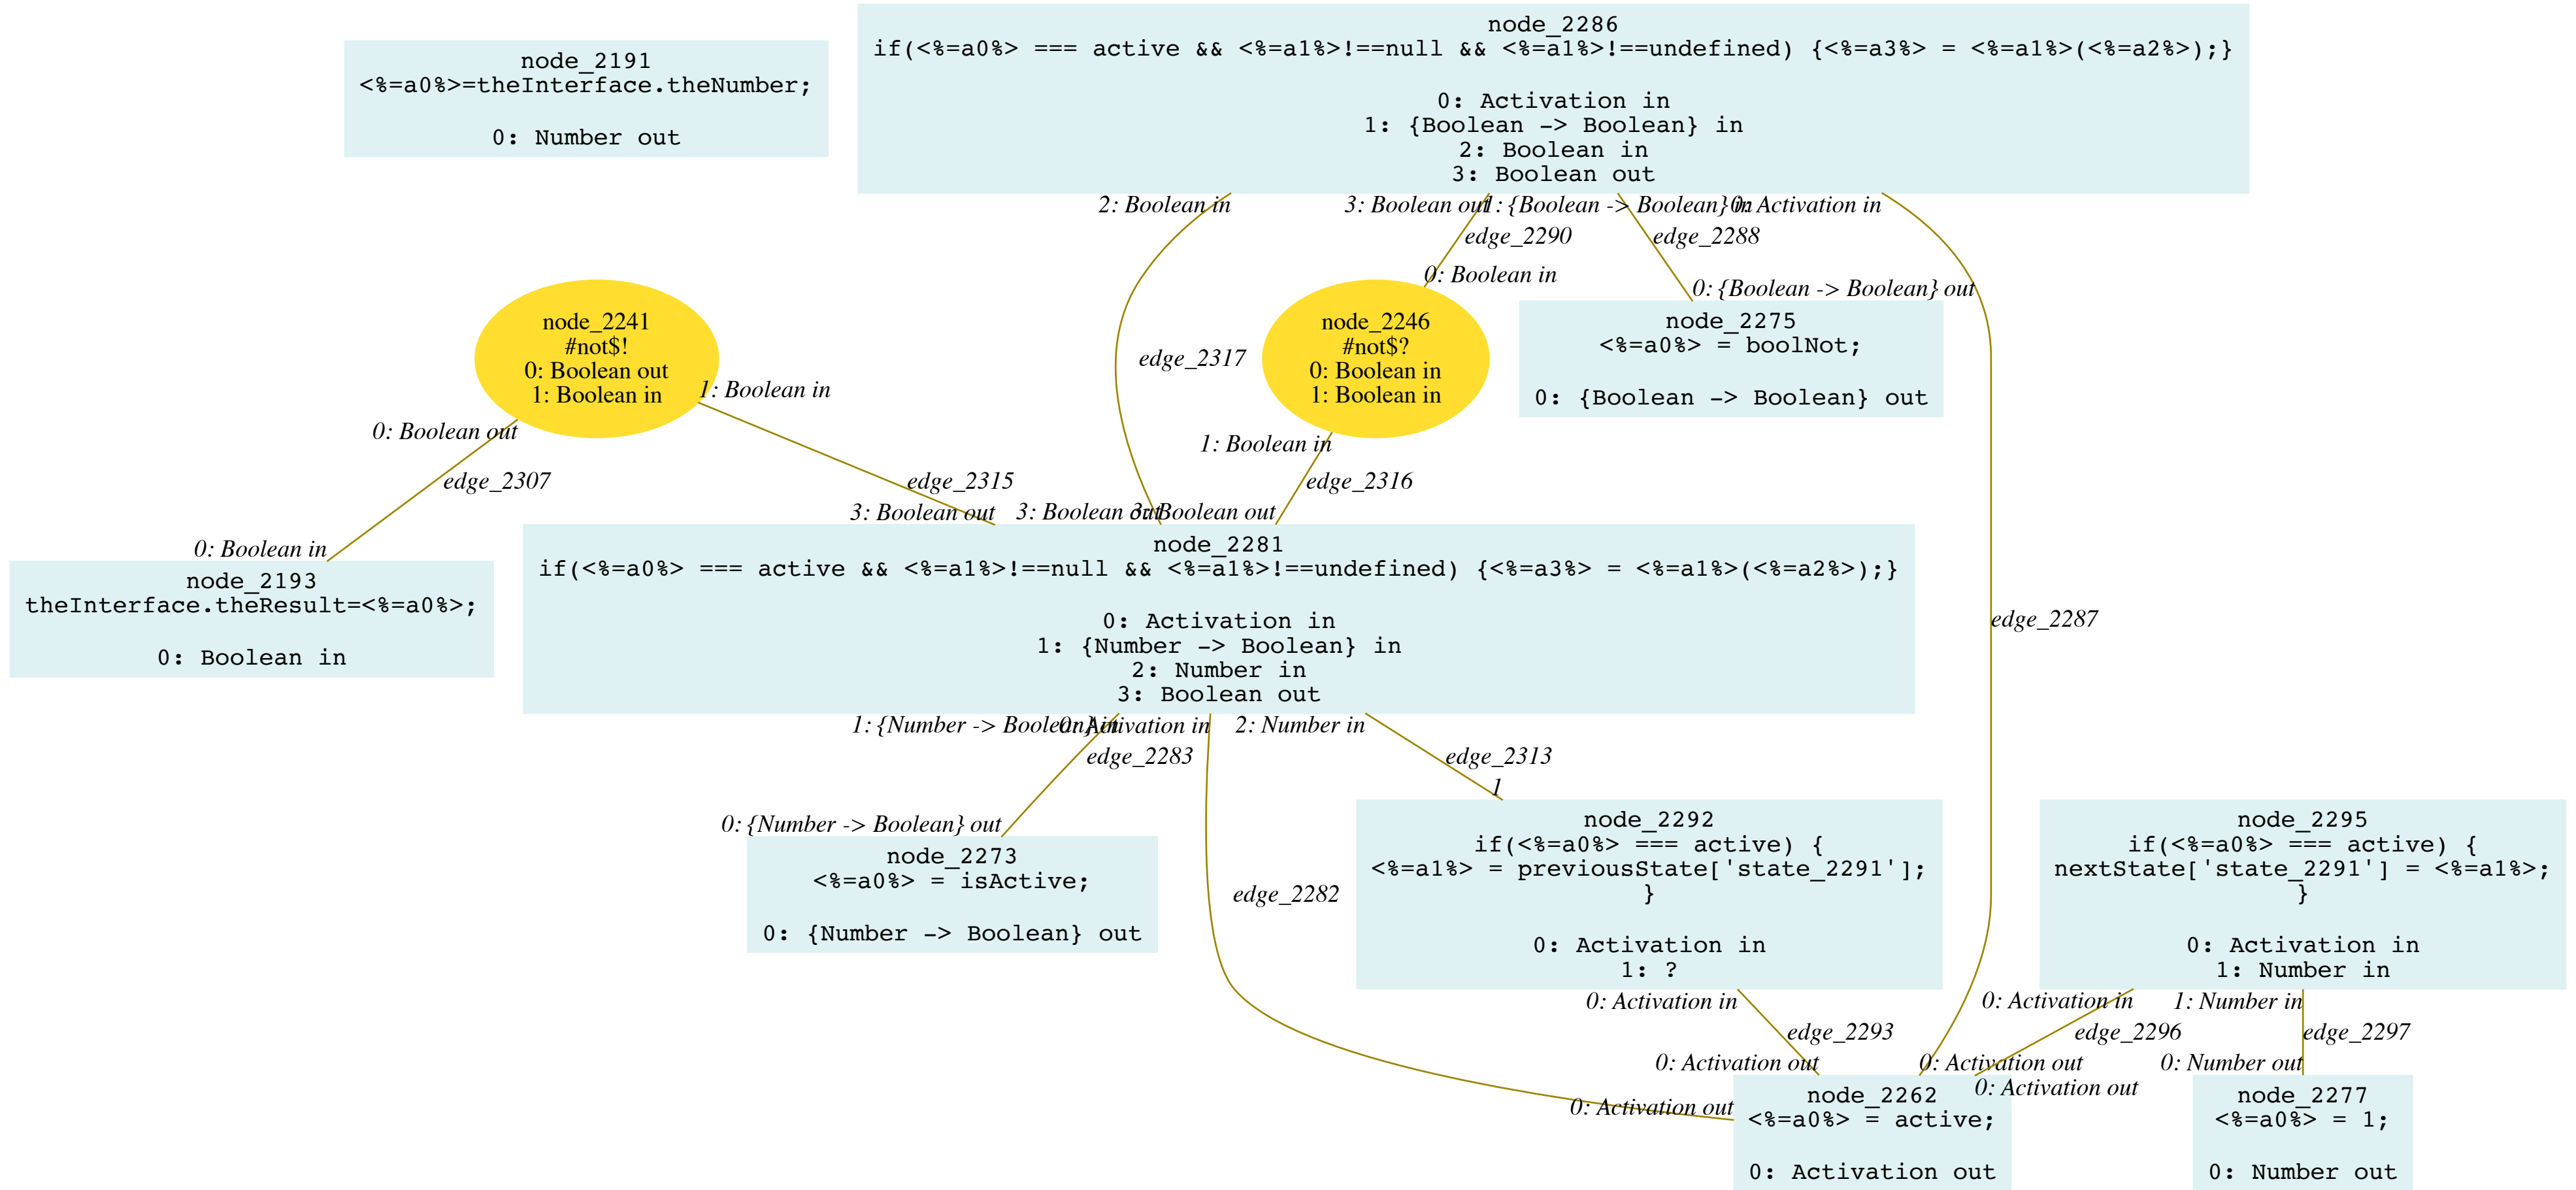 node_2286
if(<%=a0%> === active && <%=a1%>!==null && <%=a1%>!==undefined) {<%=a3%> = <%=a1%>(<%=a2%>);}
0: Activation in
1: {Boolean -> Boolean} in
2: Boolean in
3: Boolean out
node_2191
<%=a0%>=theInterface.theNumber;
0: Number out
2: Boolean in
3: Boolean out
1: {Boolean -> Boolean} in
0: Activation in
edge_2290
edge_2288
0: Boolean in
0: {Boolean -> Boolean} out
node_2241
#not$!
0: Boolean out
1: Boolean in
1: Boolean in
0: Boolean out
edge_2317
node_2246
#not$?
0: Boolean in
1: Boolean in
node_2275
<%=a0%> = boolNot;
0: {Boolean -> Boolean} out
1: Boolean in
edge_2307
edge_2315
edge_2316
3: Boolean out
3: Boolean out
3: Boolean out
0: Boolean in
node_2193
theInterface.theResult=<%=a0%>;
0: Boolean in
node_2281
if(<%=a0%> === active && <%=a1%>!==null && <%=a1%>!==undefined) {<%=a3%> = <%=a1%>(<%=a2%>);}
0: Activation in
1: {Number -> Boolean} in
2: Number in
3: Boolean out
edge_2287
1: {Number -> Boolean} in
0: Activation in
2: Number in
edge_2283
edge_2313
1
0: {Number -> Boolean} out
node_2273
<%=a0%> = isActive;
0: {Number -> Boolean} out
edge_2282
node_2292
if(<%=a0%> === active) {
<%=a1%> = previousState['state_2291'];
}
0: Activation in
1: ?
node_2295
if(<%=a0%> === active) {
nextState['state_2291'] = <%=a1%>;
}
0: Activation in
1: Number in
0: Activation in
0: Activation in
1: Number in
edge_2293
edge_2296
edge_2297
0: Activation out
0: Activation out
0: Number out
0: Activation out
0: Activation out
node_2262
<%=a0%> = active;
0: Activation out
node_2277
<%=a0%> = 1;
0: Number out